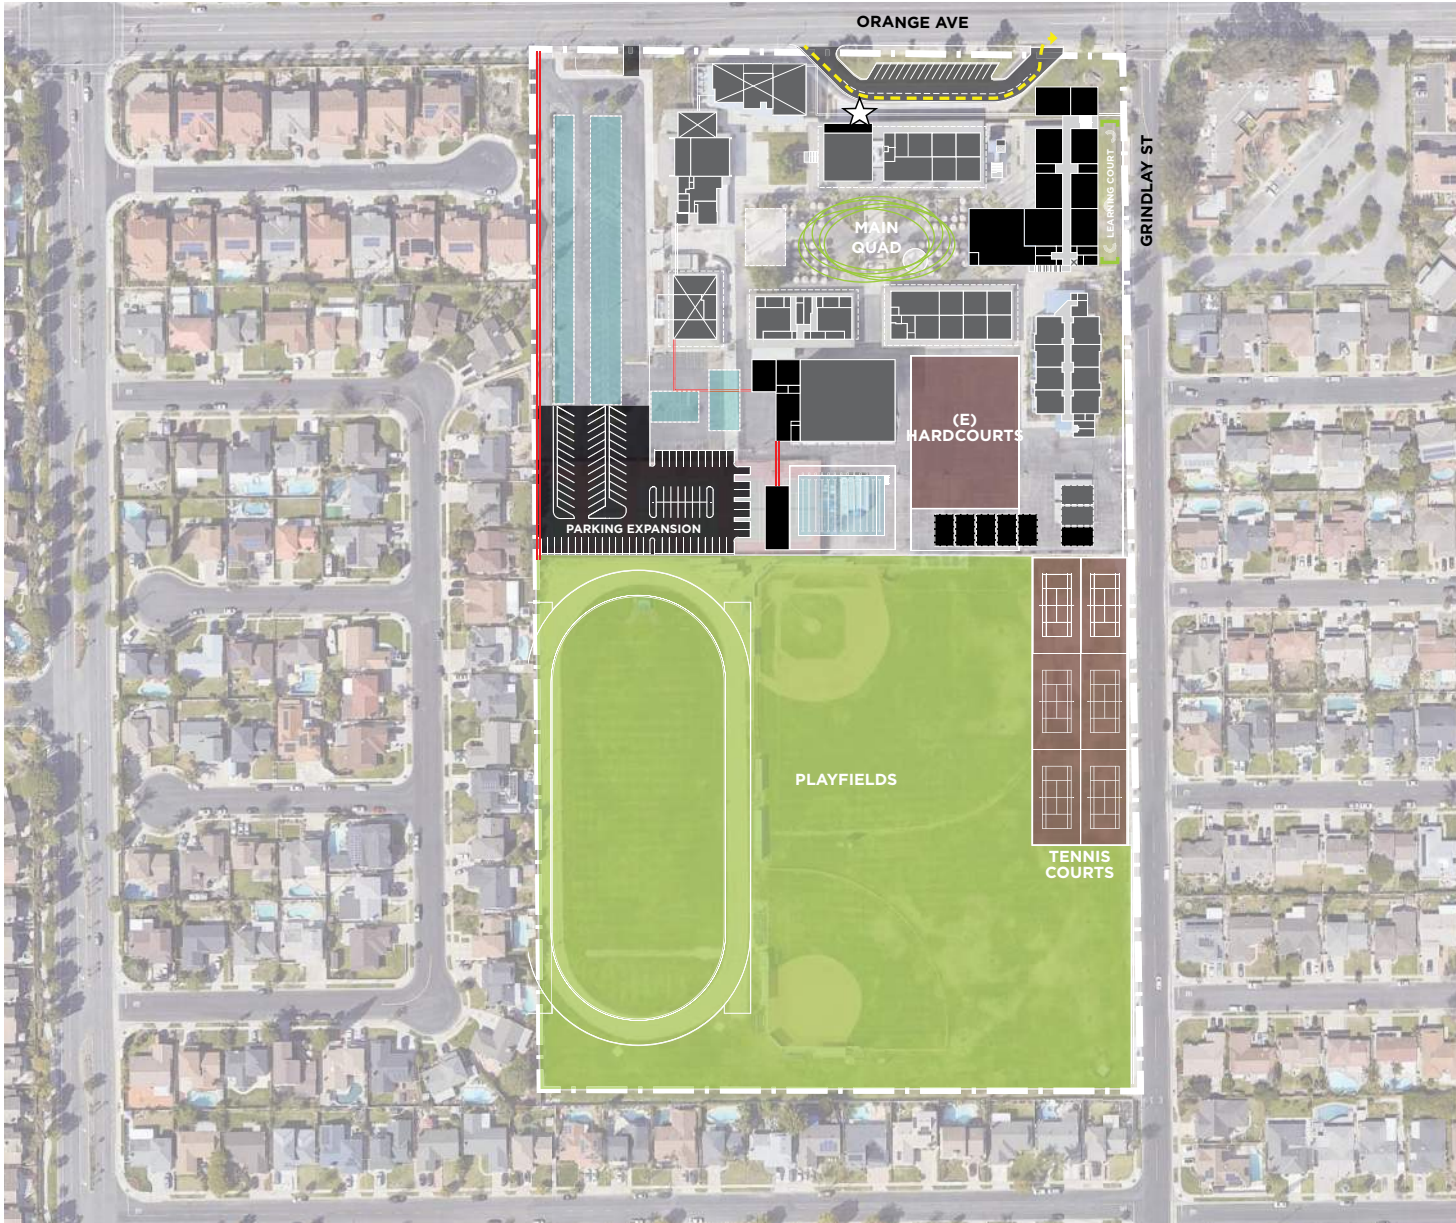 ORANGE AVE
GRINDLAY ST
LEARNING COURT
MAIN
QUAD
(E)
HARDCOURTS
PARKING EXPANSION
PLAYFIELDS
TENNIS
COURTS